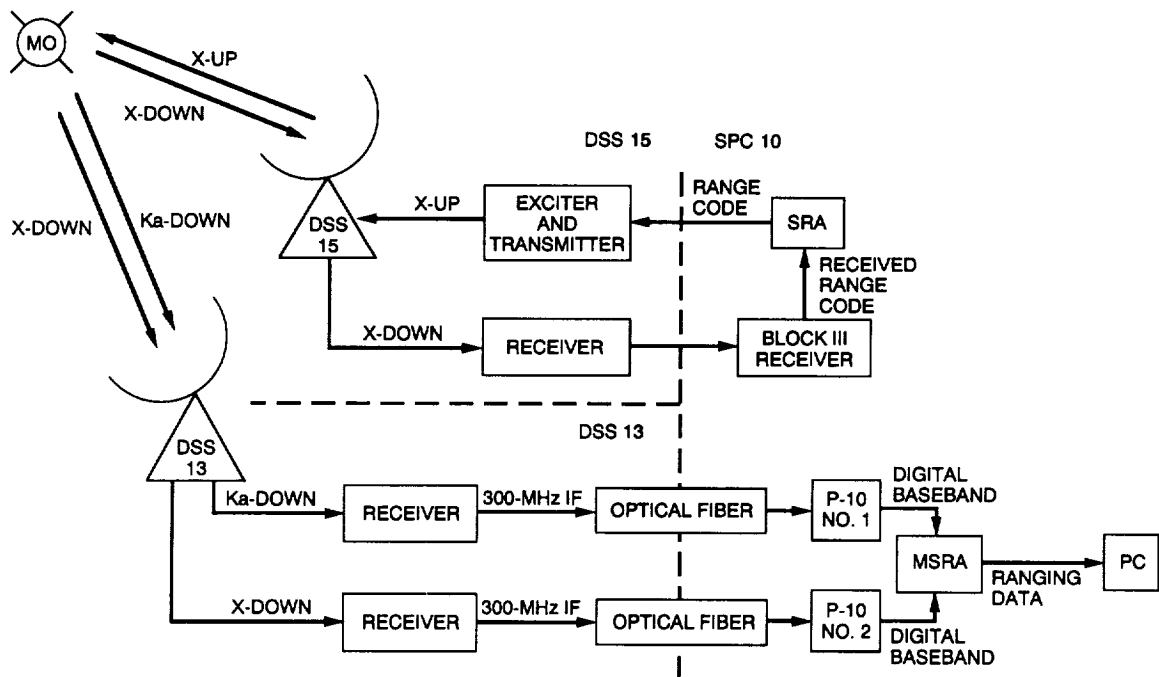 MO
X-UP
X-DOWN
X-DOWN
Ka-DOWN
DSS 15
SPC 10
DSS
15
X-UP
EXCITER
AND
TRANSMITTER
RANGE
CODE
SRA
RECEIVED
RANGE
CODE
X-DOWN
RECEIVER
BLOCK III
RECEIVER
DSS 13
DSS
13
Ka-DOWN
RECEIVER
300-MHz IF
OPTICAL FIBER
P-10
NO. 1
DIGITAL
BASEBAND
MSRA
RANGING
DATA
PC
X-DOWN
RECEIVER
300-MHz IF
OPTICAL FIBER
P-10
NO. 2
DIGITAL
BASEBAND